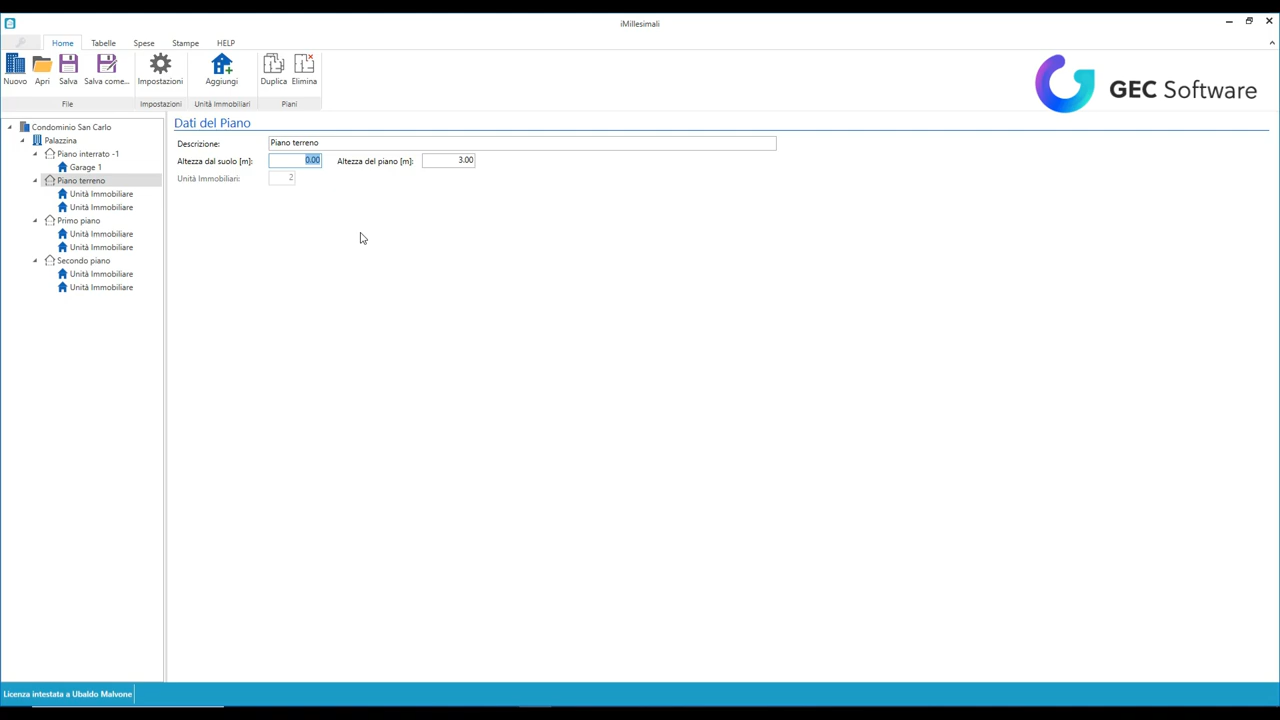 iMillesimali
Home Tabelle Spese Stampe HELP
Nuovo Apri Salva Salva come... Impostazioni Aggiungi Duplica Elimina
File Impostazioni Unità Immobiliari Piani
GEC Software
Condominio San Carlo
Palazzina
Piano interrato -1
Garage 1
Piano terreno
Unità Immobiliare
Unità Immobiliare
Primo piano
Unità Immobiliare
Unità Immobiliare
Secondo piano
Unità Immobiliare
Unità Immobiliare
Dati del Piano
Descrizione: Piano terreno
Altezza dal suolo [m]: 0.00 Altezza del piano [m]: 3.00
Unità Immobiliari: 2
Licenza intestata a Ubaldo Malvone